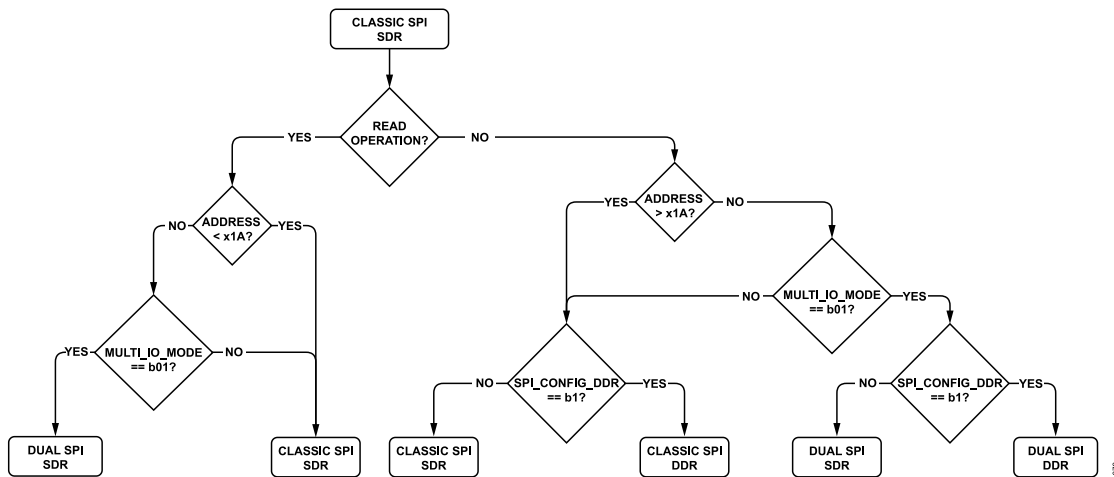 CLASSIC SPI
SDR
READ
OPERATION?
YES
NO
ADDRESS
< x1A?
NO
YES
ADDRESS
> x1A?
YES
NO
MULTI_IO_MODE
== b01?
NO
YES
MULTI_IO_MODE
== b01?
YES
NO
SPI_CONFIG_DDR
== b1?
NO
YES
SPI_CONFIG_DDR
== b1?
NO
YES
DUAL SPI
SDR
CLASSIC SPI
SDR
CLASSIC SPI
SDR
CLASSIC SPI
DDR
DUAL SPI
SDR
DUAL SPI
DDR